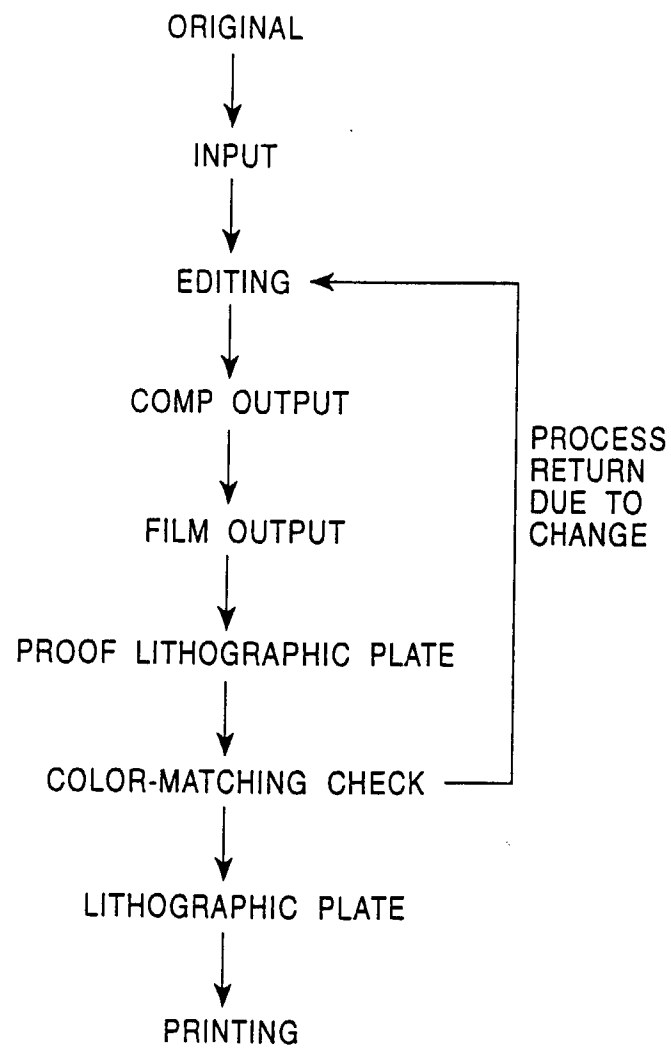 ORIGINAL
INPUT
EDITING
COMP OUTPUT
FILM OUTPUT
PROOF LITHOGRAPHIC PLATE
COLOR-MATCHING CHECK
LITHOGRAPHIC PLATE
PRINTING
PROCESS
RETURN
DUE TO
CHANGE